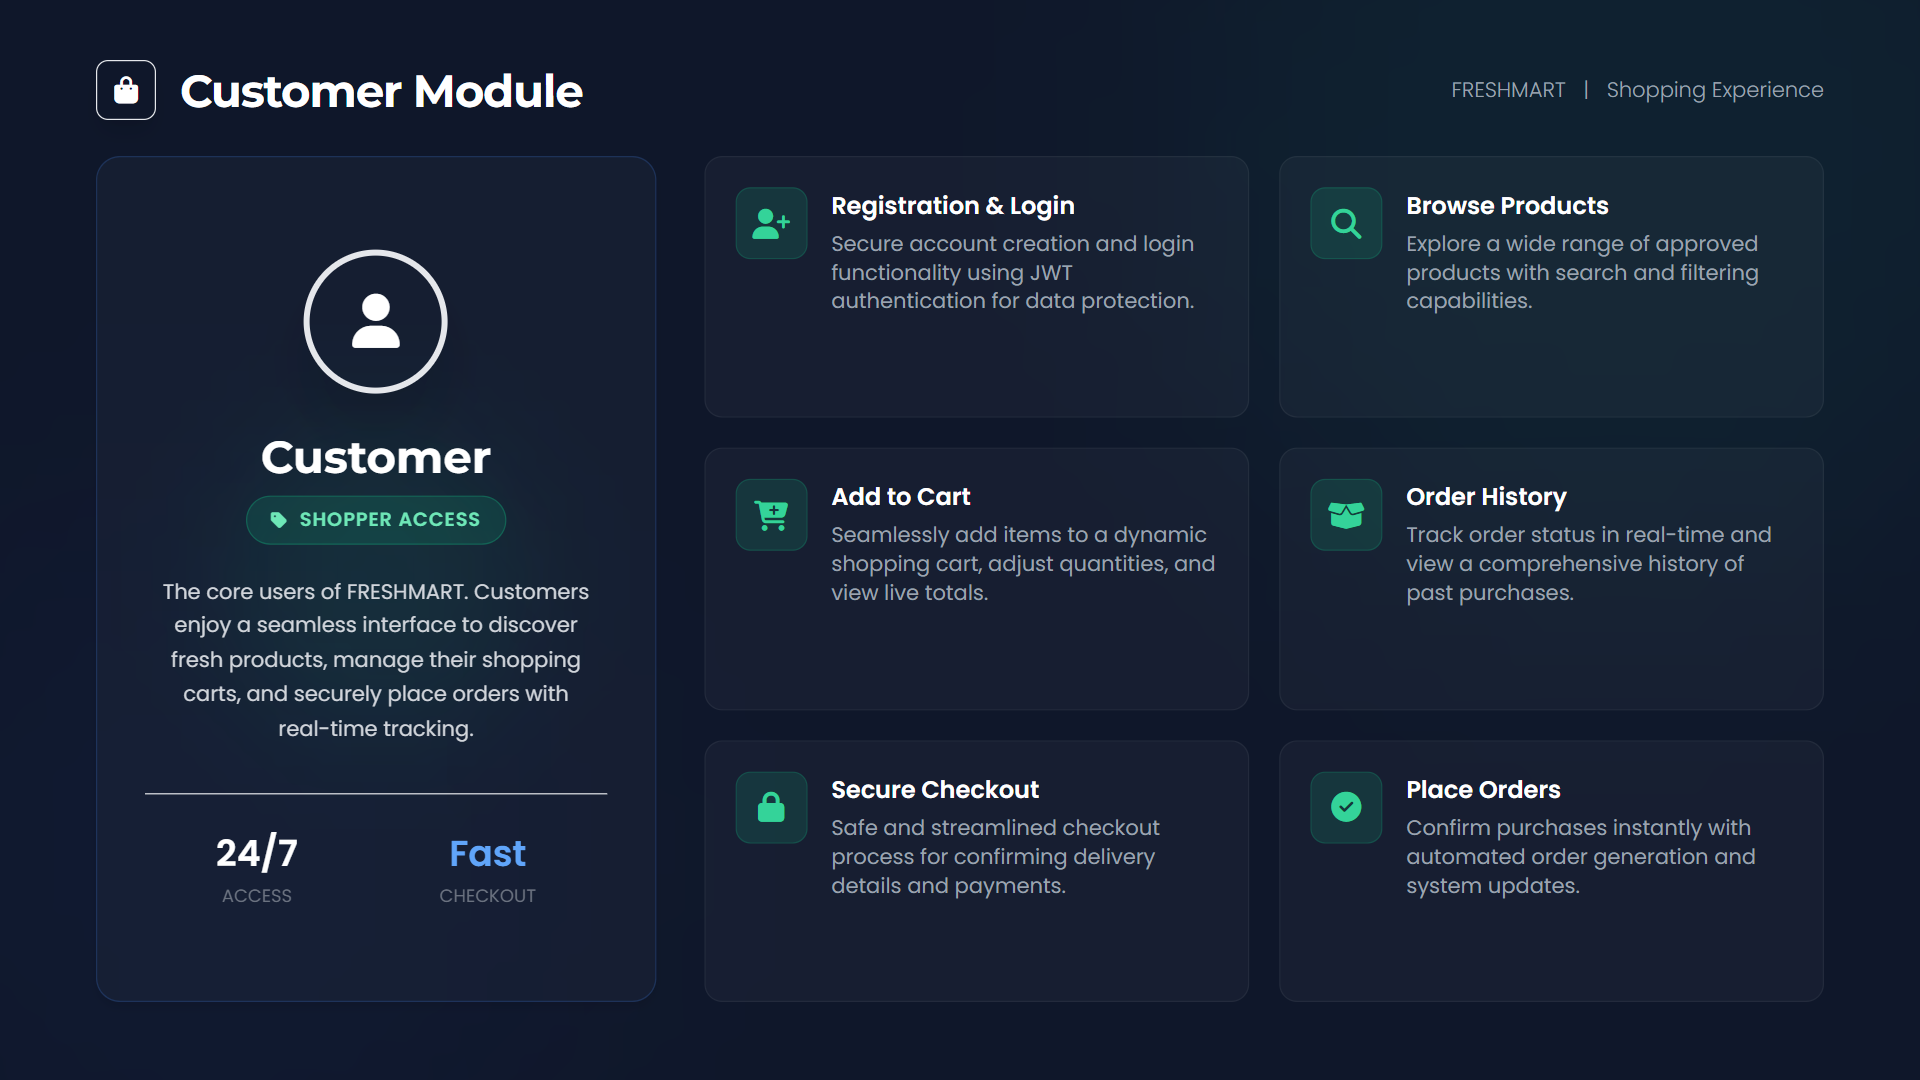 Customer Module
FRESHMART | Shopping Experience
Customer
SHOPPER ACCESS
The core users of FRESHMART. Customers
enjoy a seamless interface to discover
fresh products, manage their shopping
carts, and securely place orders with
real-time tracking.
24/7
ACCESS
Fast
CHECKOUT
Registration & Login
Secure account creation and login
functionality using JWT
authentication for data protection.
Browse Products
Explore a wide range of approved
products with search and filtering
capabilities.
Add to Cart
Seamlessly add items to a dynamic
shopping cart, adjust quantities, and
view live totals.
Order History
Track order status in real-time and
view a comprehensive history of
past purchases.
Secure Checkout
Safe and streamlined checkout
process for confirming delivery
details and payments.
Place Orders
Confirm purchases instantly with
automated order generation and
system updates.